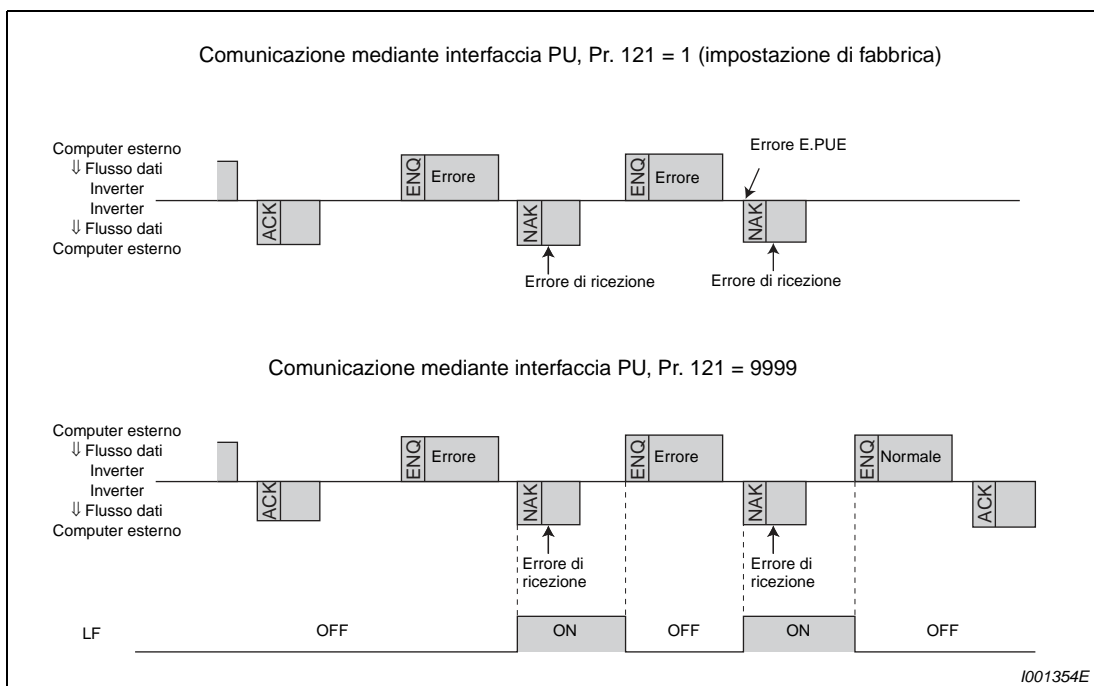 Comunicazione mediante interfaccia PU, Pr. 121 = 1 (impostazione di fabbrica)
Errore E.PUE
Computer esterno
⇓ Flusso dati
Inverter
Inverter
⇓ Flusso dati
Computer esterno
ENQ Errore
ENQ Errore
ACK
NAK
NAK
Errore di ricezione
Errore di ricezione
Comunicazione mediante interfaccia PU, Pr. 121 = 9999
Computer esterno
⇓ Flusso dati
Inverter
Inverter
⇓ Flusso dati
Computer esterno
ENQ Errore
ENQ Errore
ENQ Normale
ACK
NAK
NAK
ACK
Errore di
ricezione
Errore di
ricezione
LF
OFF
ON
OFF
ON
OFF
I001354E